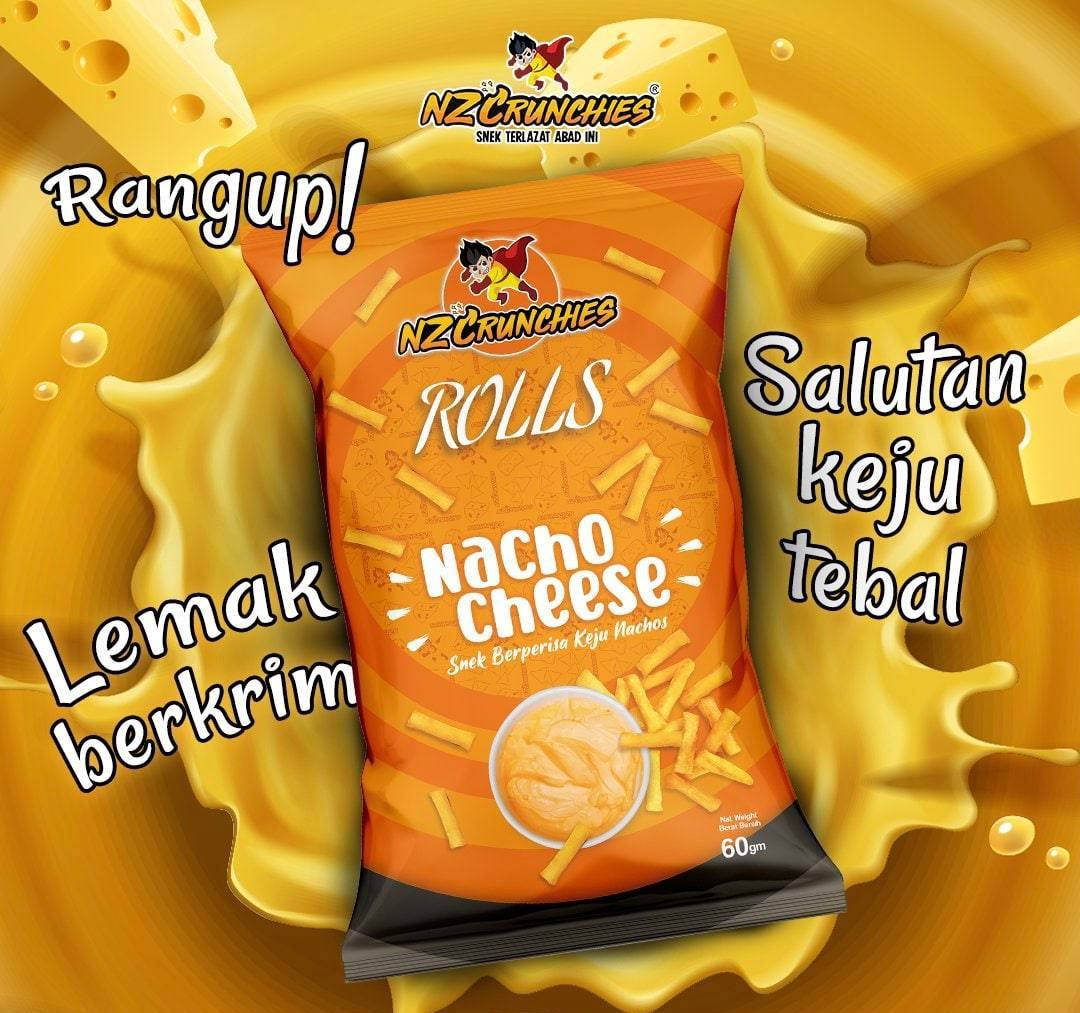 NZ CRUNCHIES®
SNEK TERLAZAT ABAD INI
Rangup!
NZ CRUNCHIES
ROLLS
Nacho
Cheese
Snek Berperisa Keju Nachos
Salutan
keju
tebal
Lemak
berkrim
Net Weight
Berat Bersih
60gm